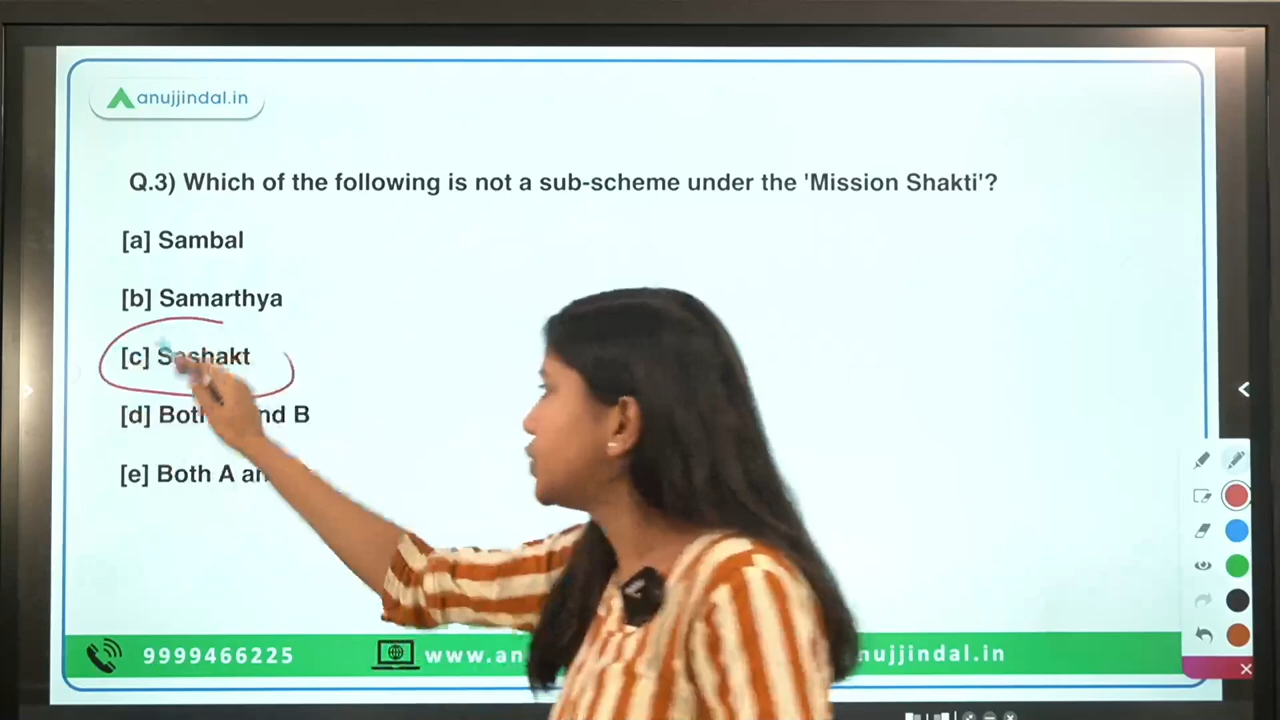 anujjindal.in
Q.3) Which of the following is not a sub-scheme under the 'Mission Shakti'?
[a] Sambal
[b] Samarthya
[c] Sashakt
[d] Both and B
[e] Both A
9999466225
www.an
nujjindal.in